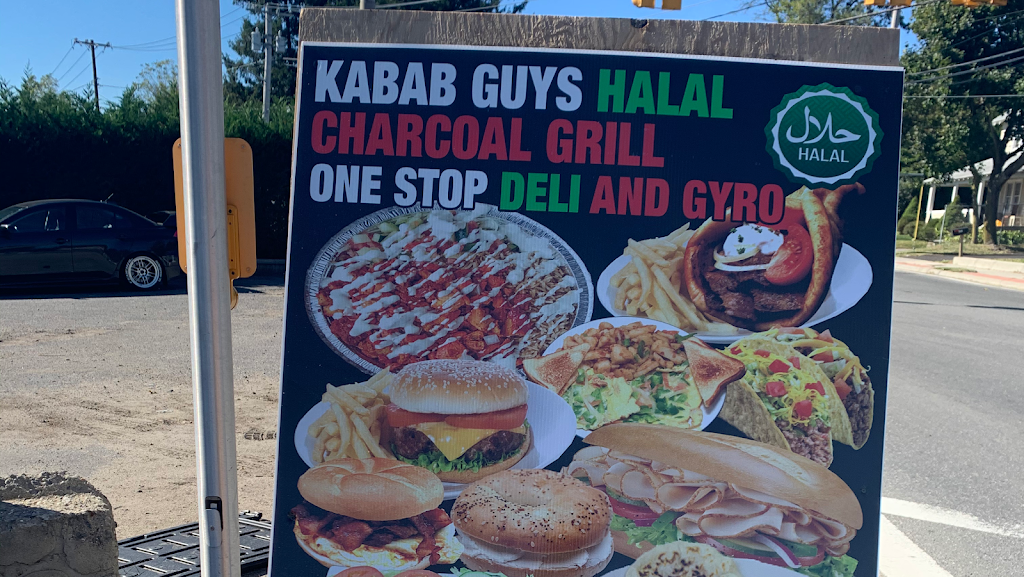 KABAB GUYS HALAL
CHARCOAL GRILL
ONE STOP DELI AND GYRO
حلال
HALAL